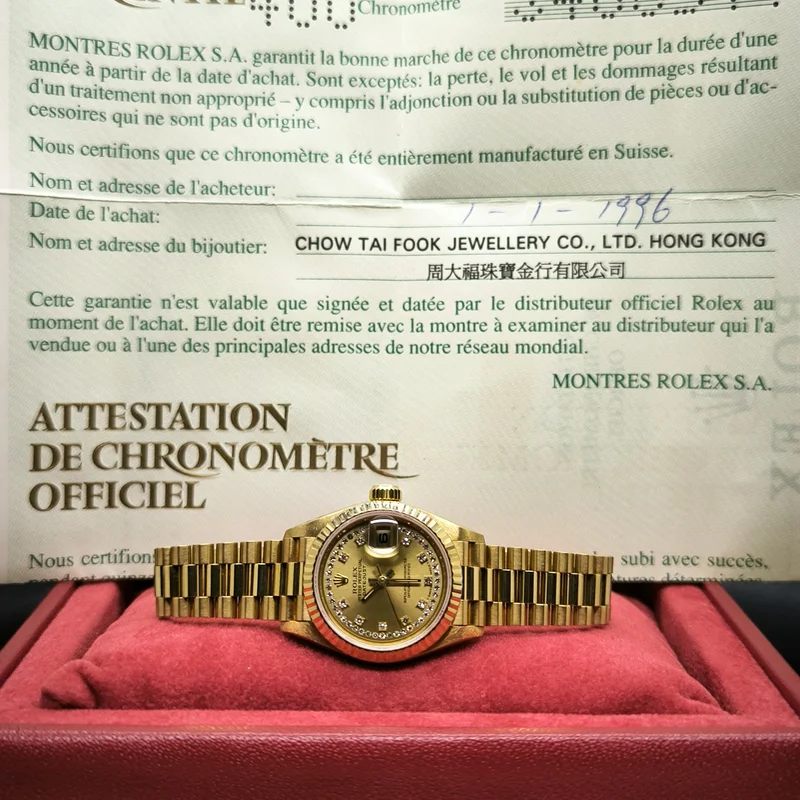 400
Chronomètre
MONTRES ROLEX S.A. garantit la bonne marche de ce chronomètre pour la durée d'une
année à partir de la date d'achat. Sont exceptés: la perte, le vol et les dommages résultant
d'un traitement non approprié – y compris l'adjonction ou la substitution de pièces ou d'ac-
cessoires qui ne sont pas d'origine.
Nous certifions que ce chronomètre a été entièrement manufacturé en Suisse.
Nom et adresse de l'acheteur:
Date de l'achat: 1-1-1996
Nom et adresse du bijoutier: CHOW TAI FOOK JEWELLERY CO., LTD. HONG KONG
周大福珠寶金行有限公司
Cette garantie n'est valable que signée et datée par le distributeur officiel Rolex au
moment de l'achat. Elle doit être remise avec la montre à examiner au distributeur qui l'a
vendue ou à l'une des principales adresses de notre réseau mondial.
MONTRES ROLEX S.A.
ATTESTATION
DE CHRONOMÈTRE
OFFICIEL
Nous certifions subi avec succès,
ROLEX